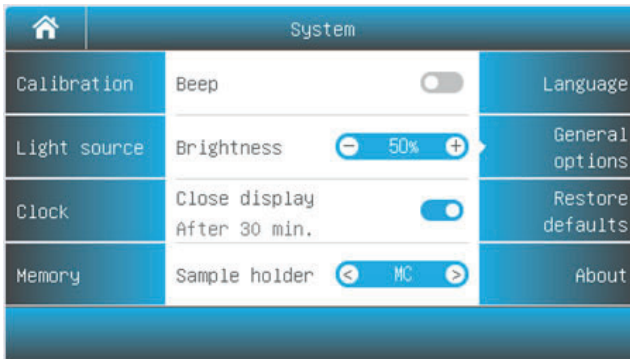 System
Calibration
Light source
Clock
Memory
Beep
Brightness
50%
Close display
After 30 min.
Sample holder
MC
Language
General
options
Restore
defaults
About